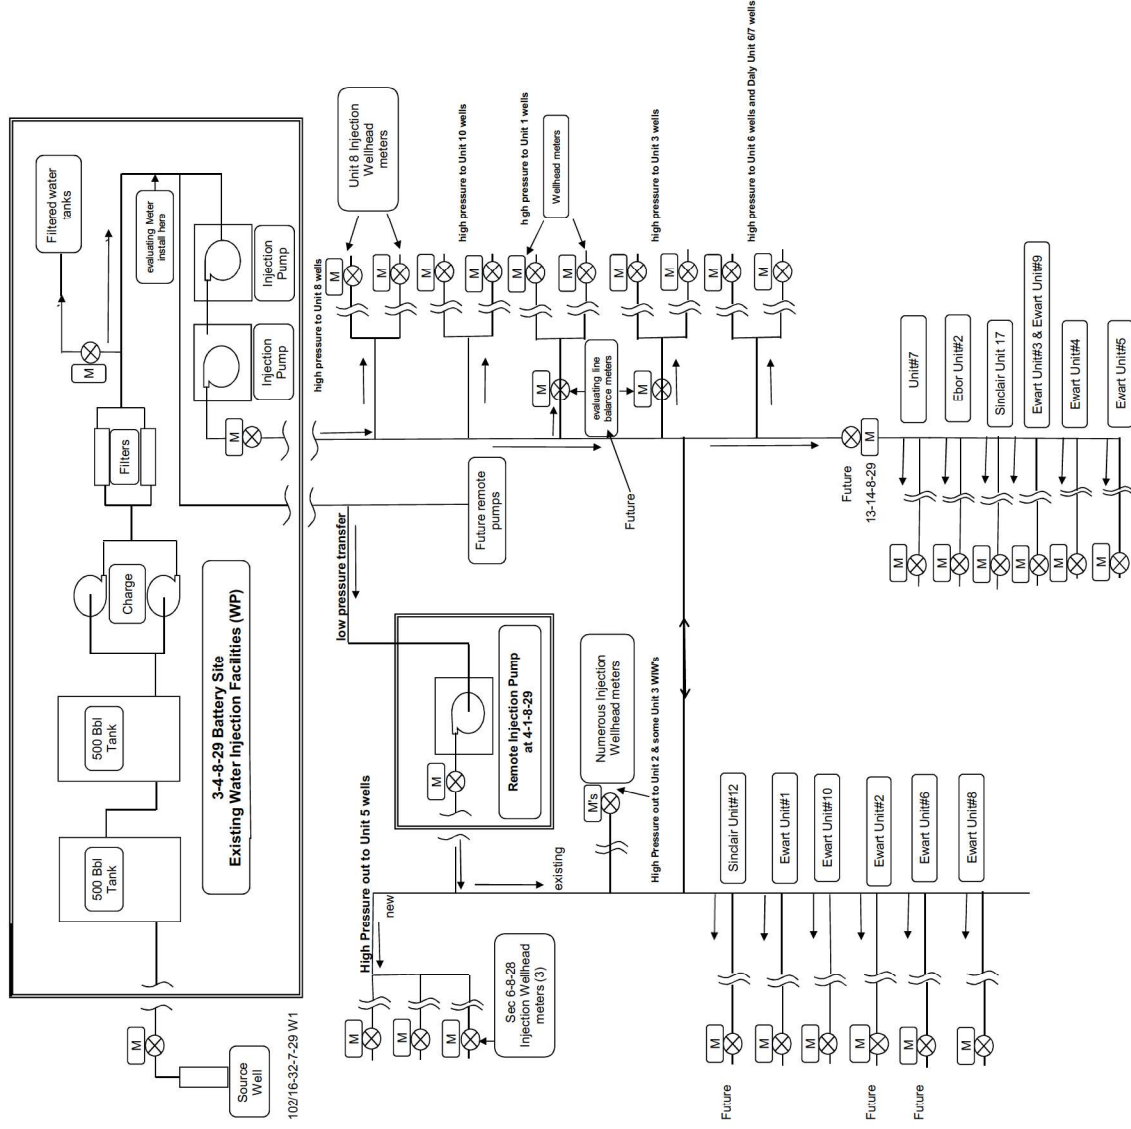 Source
Well
M
102/16-32-7-29 W1
500 Bbl
Tank
500 Bbl
Tank
Charge
Filters
M
Filtered water
tanks
evaluating Meter
install here
3-4-8-29 Battery Site
Existing Water Injection Facilities (WP)
M
Injection
Pump
Injection
Pump
high pressure to Unit 8 wells
low pressure transfer
High Pressure out to Unit 5 wells
new
M
M
M
Sec 6-8-28
Injection Wellhead
meters (3)
M
Remote Injection Pump
at 4-1-8-29
existing
Future remote
pumps
M's
Numerous Injection
Wellhead meters
High Pressure out to Unit 2 & some Unit 3 WIW's
M
M
Unit 8 Injection
Wellhead
meters
M
M
high pressure to Unit 10 wells
M
M
M
high pressure to Unit 1 wells
Wellhead meters
evaluating line
balance meters
Future
M
M
M
high pressure to Unit 3 wells
M
M
high pressure to Unit 6 wells and Daly Unit 6/7 wells
Future
M
Sinclair Unit#12
M
Ewart Unit#1
M
Ewart Unit#10
Future
M
Ewart Unit#2
Future
M
Ewart Unit#6
M
Ewart Unit#8
Future
13-14-8-29
M
M
Unit#7
M
Ebor Unit#2
M
Sinclair Unit 17
M
Ewart Unit#3 & Ewart Unit#9
M
Ewart Unit#4
M
Ewart Unit#5